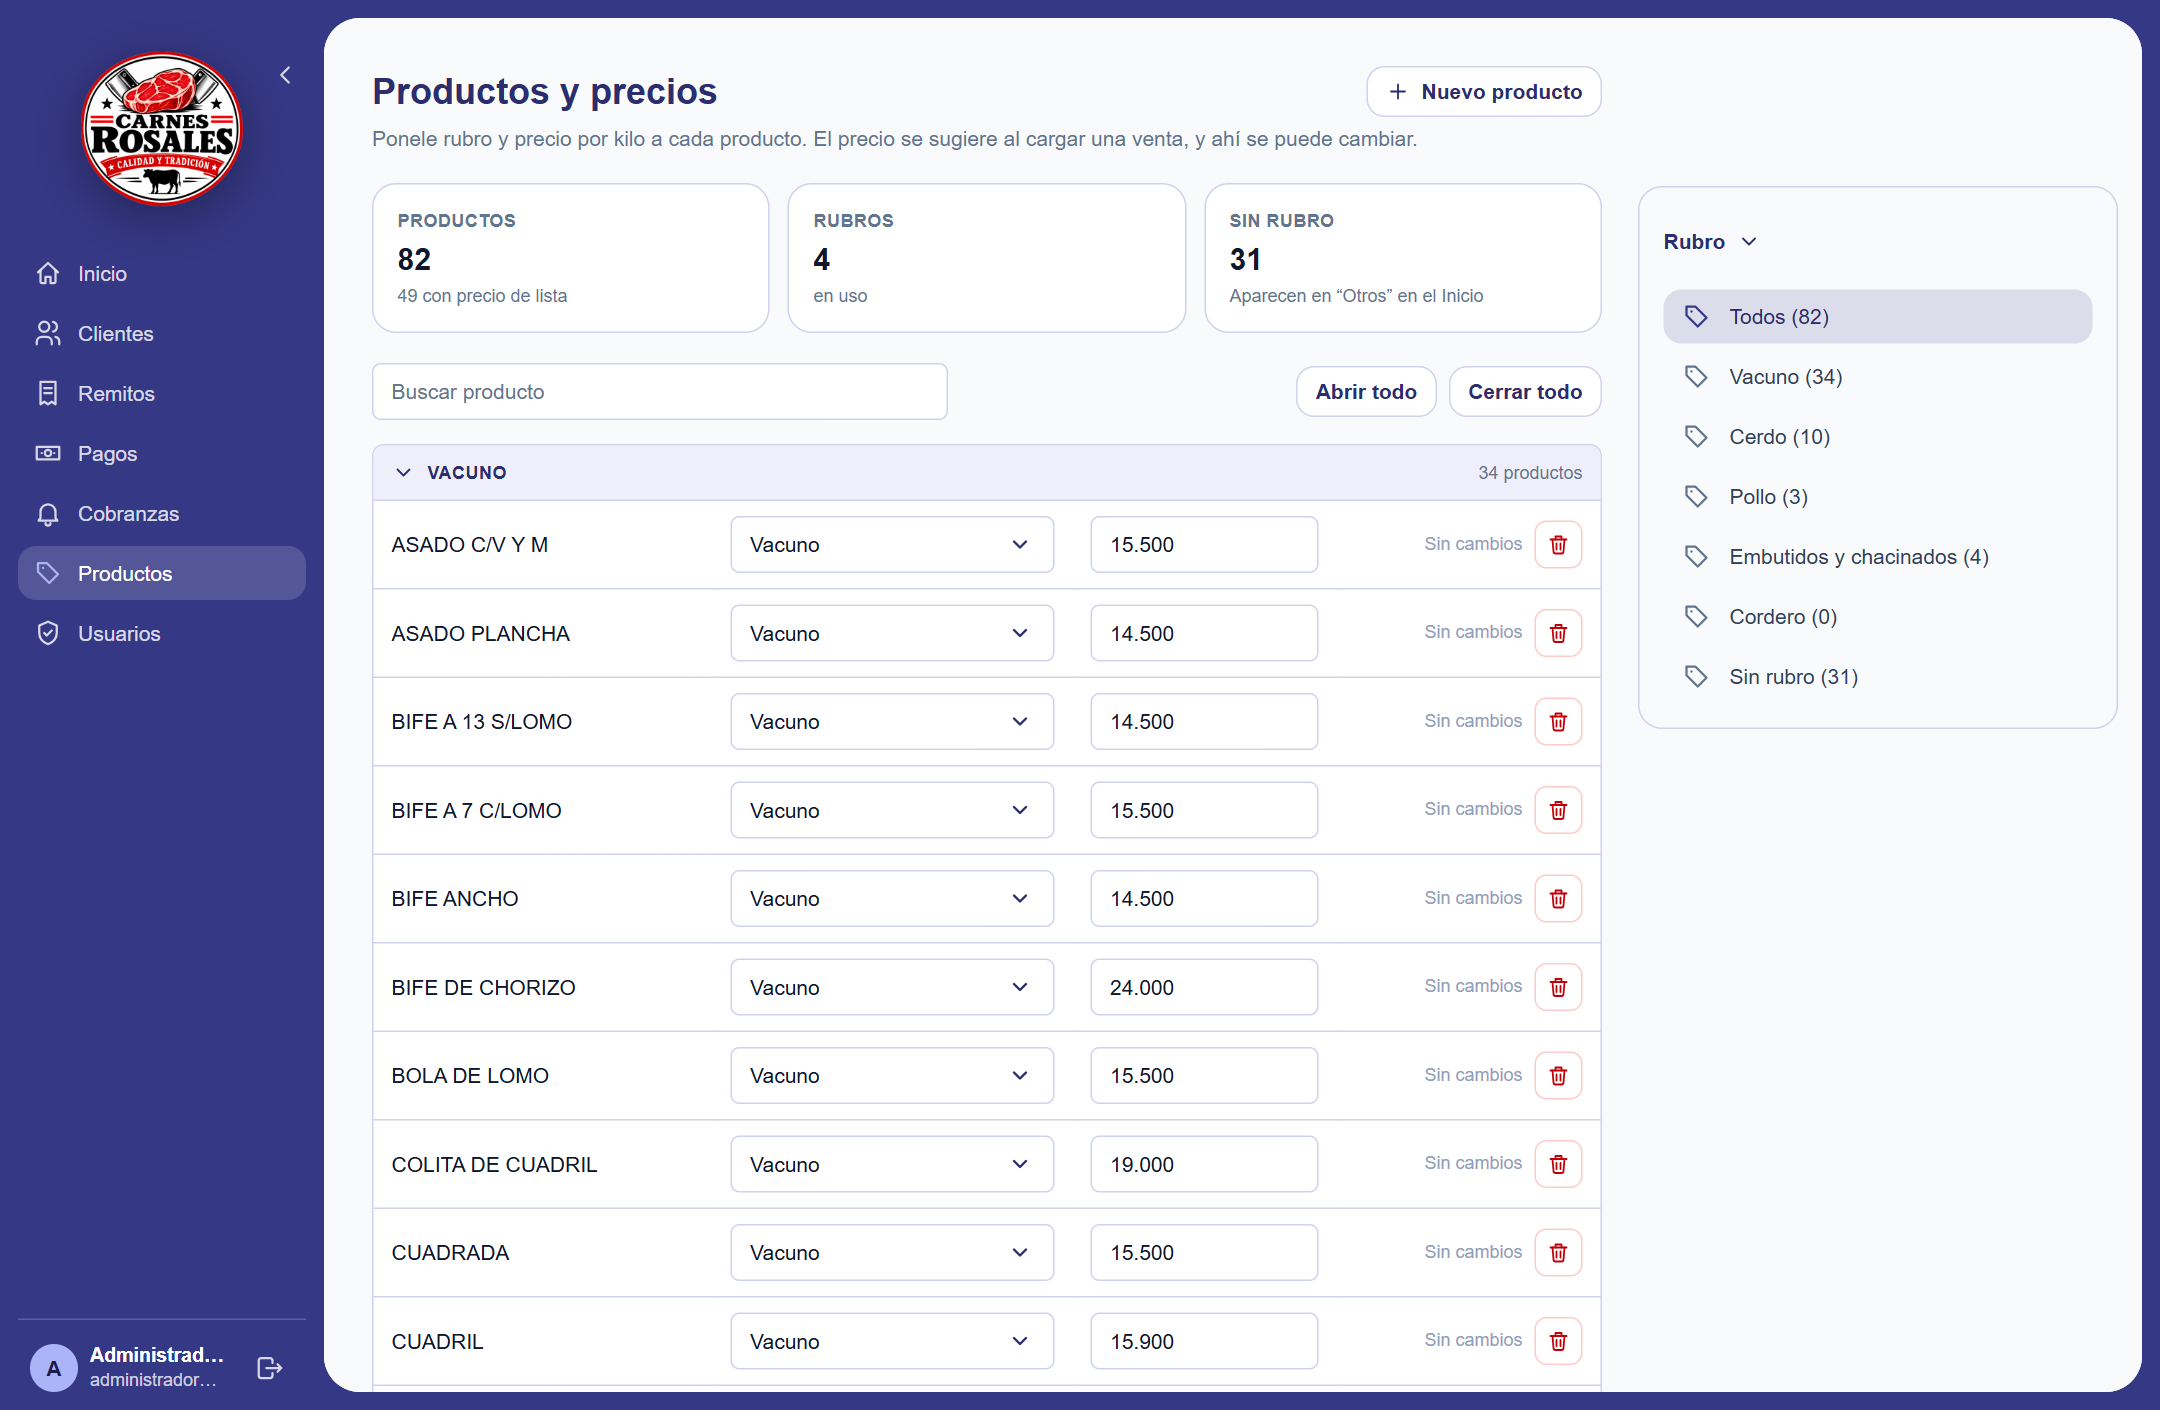 CARNES
ROSALES
CALIDAD Y TRADICIÓN
Inicio
Clientes
Remitos
Pagos
Cobranzas
Productos
Usuarios
A
Administrad...
administrador...
Productos y precios
Nuevo producto
Ponele rubro y precio por kilo a cada producto. El precio se sugiere al cargar una venta, y ahí se puede cambiar.
PRODUCTOS
82
49 con precio de lista
RUBROS
4
en uso
SIN RUBRO
31
Aparecen en “Otros” en el Inicio
Buscar producto
Abrir todo
Cerrar todo
VACUNO 34 productos
ASADO C/V Y M Vacuno 15.500 Sin cambios
ASADO PLANCHA Vacuno 14.500 Sin cambios
BIFE A 13 S/LOMO Vacuno 14.500 Sin cambios
BIFE A 7 C/LOMO Vacuno 15.500 Sin cambios
BIFE ANCHO Vacuno 14.500 Sin cambios
BIFE DE CHORIZO Vacuno 24.000 Sin cambios
BOLA DE LOMO Vacuno 15.500 Sin cambios
COLITA DE CUADRIL Vacuno 19.000 Sin cambios
CUADRADA Vacuno 15.500 Sin cambios
CUADRIL Vacuno 15.900 Sin cambios
Rubro
Todos (82)
Vacuno (34)
Cerdo (10)
Pollo (3)
Embutidos y chacinados (4)
Cordero (0)
Sin rubro (31)